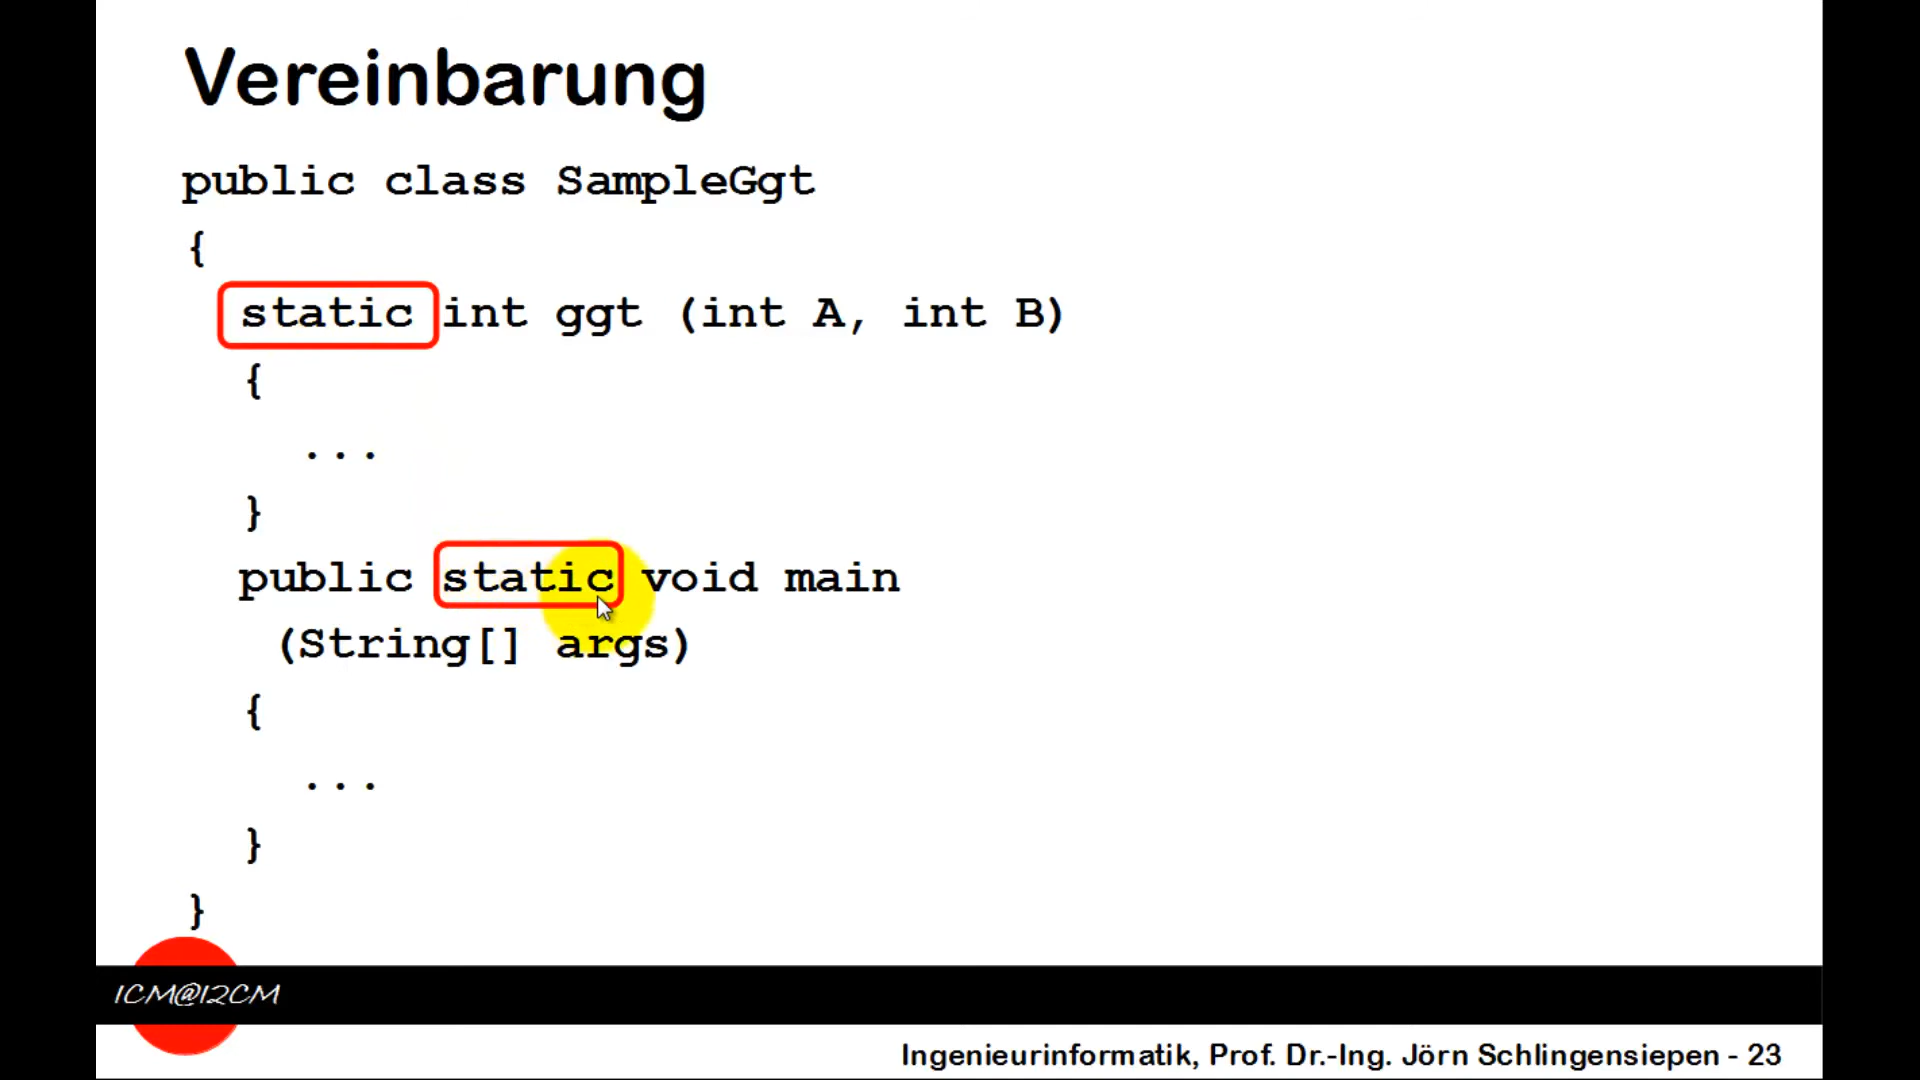 Vereinbarung
public class SampleGgt
{
static int ggt (int A, int B)
{
...
}
public static void main
(String[] args)
{
...
}
}
ICM@I2CM
Ingenieurinformatik, Prof. Dr.-Ing. Jörn Schlingensiepen - 23